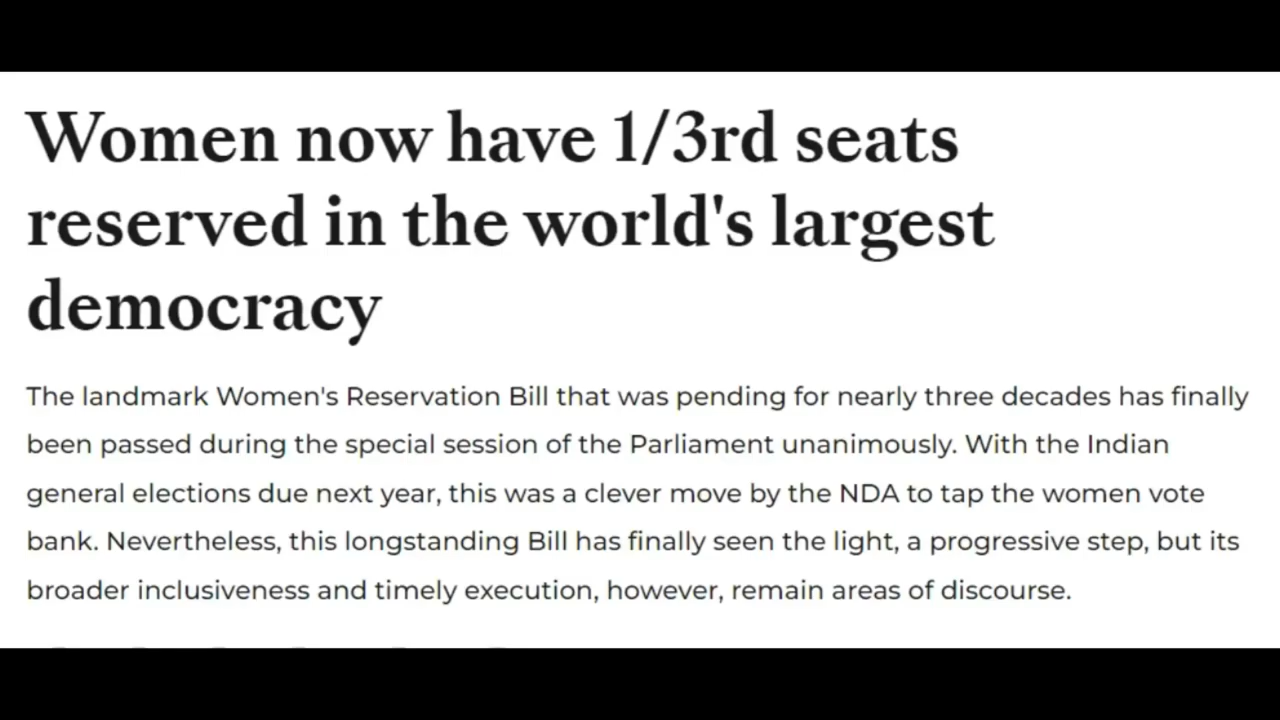 Women now have 1/3rd seats
reserved in the world's largest
democracy
The landmark Women's Reservation Bill that was pending for nearly three decades has finally
been passed during the special session of the Parliament unanimously. With the Indian
general elections due next year, this was a clever move by the NDA to tap the women vote
bank. Nevertheless, this longstanding Bill has finally seen the light, a progressive step, but its
broader inclusiveness and timely execution, however, remain areas of discourse.